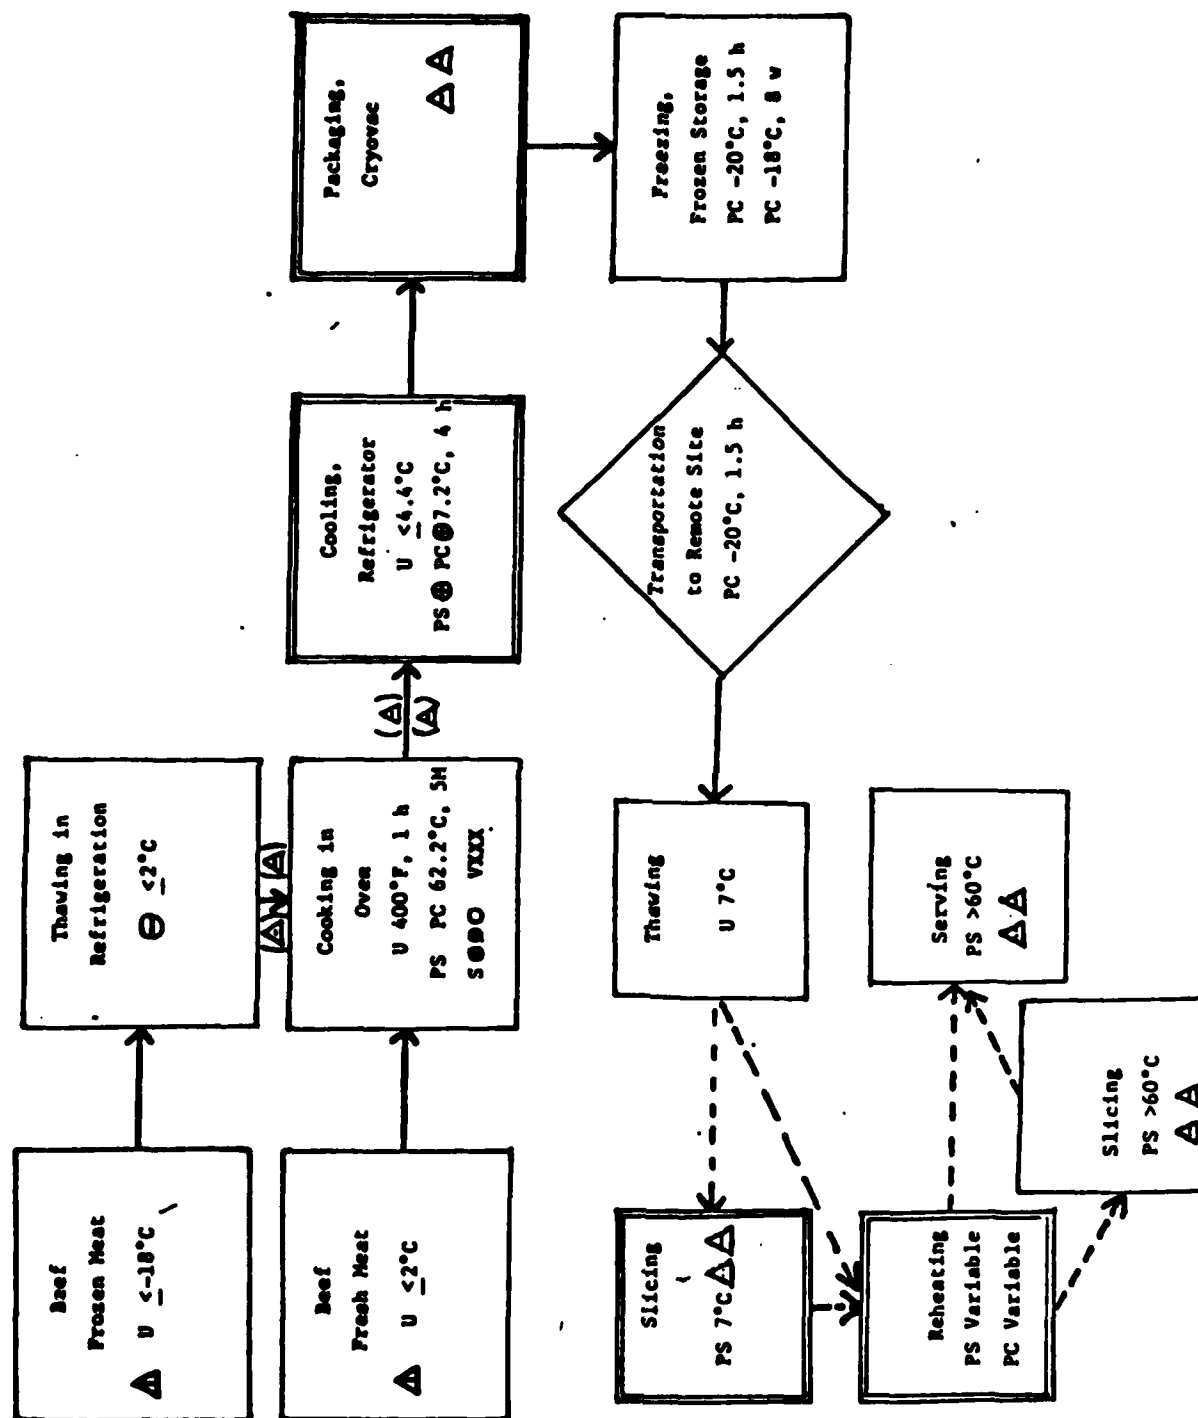 Beef
Frozen Meat
U ≤-18°C
Thawing in
Refrigeration
⊖ ≤2°C
Beef
Fresh Meat
U ≤2°C
Cooking in
Oven
U 400°F, 1 h
PS PC 62.2°C, 5M
VXXX
Cooling,
Refrigerator
U ≤4.4°C
PS⊕PC⊕7.2°C, 4 h
Packaging,
Cryovac
Freezing,
Frozen Storage
PC -20°C, 1.5 h
PC -18°C, 8 w
Transportation
to Remote Site
PC -20°C, 1.5 h
Thawing
U 7°C
Slicing
PS 7°C
Reheating
PS Variable
PC Variable
Slicing
PS >60°C
Serving
PS >60°C